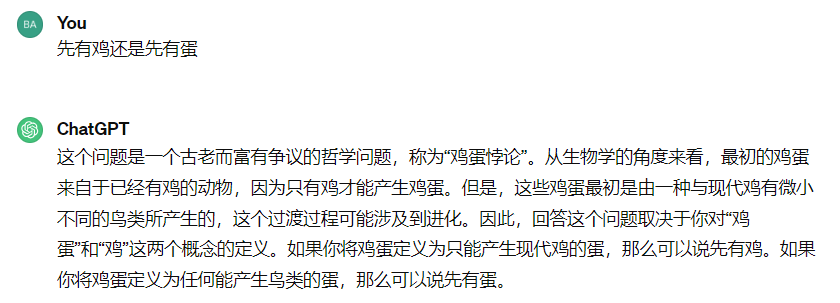 BA
You
先有鸡还是先有蛋
ChatGPT
这个问题是一个古老而富有争议的哲学问题，称为“鸡蛋悖论”。从生物学的角度来看，最初的鸡蛋
来自于已经有鸡的动物，因为只有鸡才能产生鸡蛋。但是，这些鸡蛋最初是由一种与现代鸡有微小
不同的鸟类所产生的，这个过渡过程可能涉及到进化。因此，回答这个问题取决于你对“鸡
蛋”和“鸡”这两个概念的定义。如果你将鸡蛋定义为只能产生现代鸡的蛋，那么可以说先有鸡。如果
你将鸡蛋定义为任何能产生鸟类的蛋，那么可以说先有蛋。